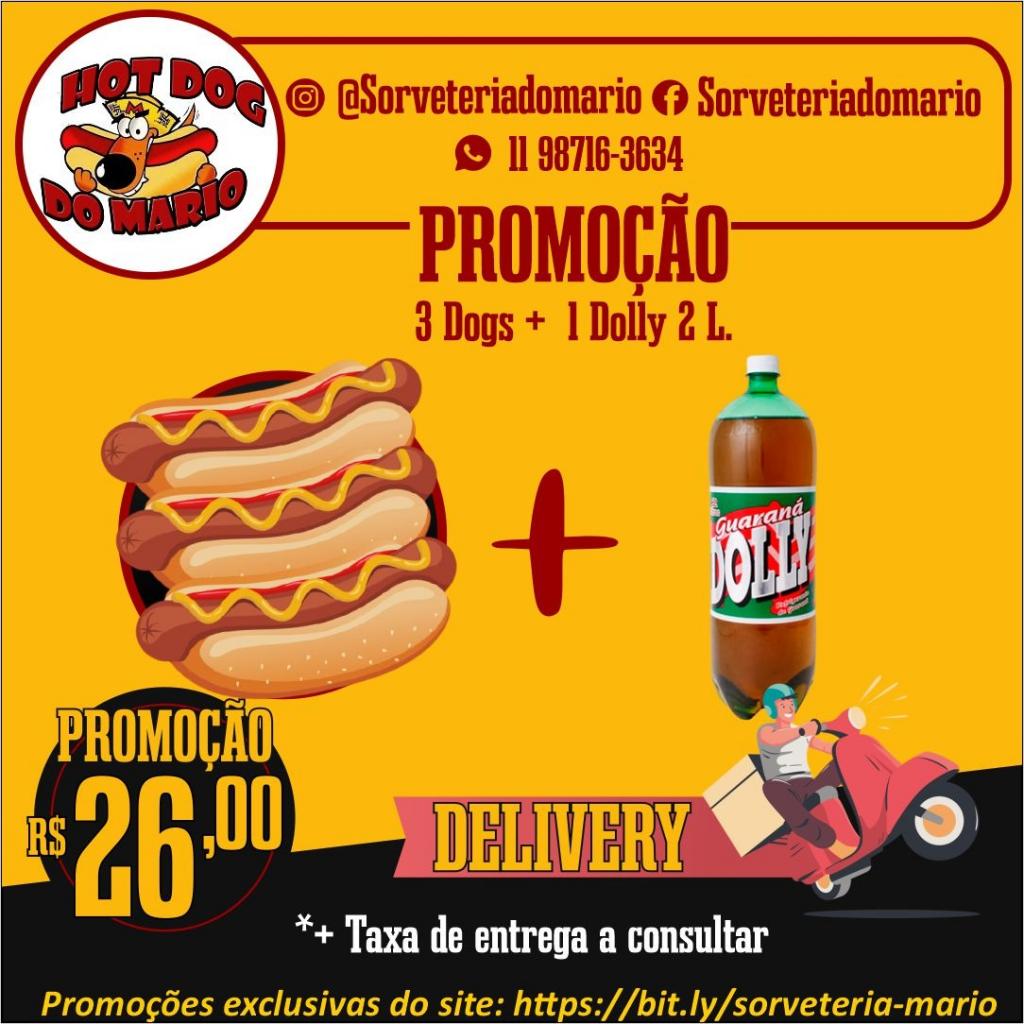 HOT DOG
DO MARIO
@Sorveteriadomario Sorveteriadomario
11 98716-3634
PROMOÇÃO
3 Dogs + 1 Dolly 2 L.
+
Guaraná
DOLLY
PROMOÇÃO
R$ 26,00
DELIVERY
*+ Taxa de entrega a consultar
Promoções exclusivas do site: https://bit.ly/sorveteria-mario